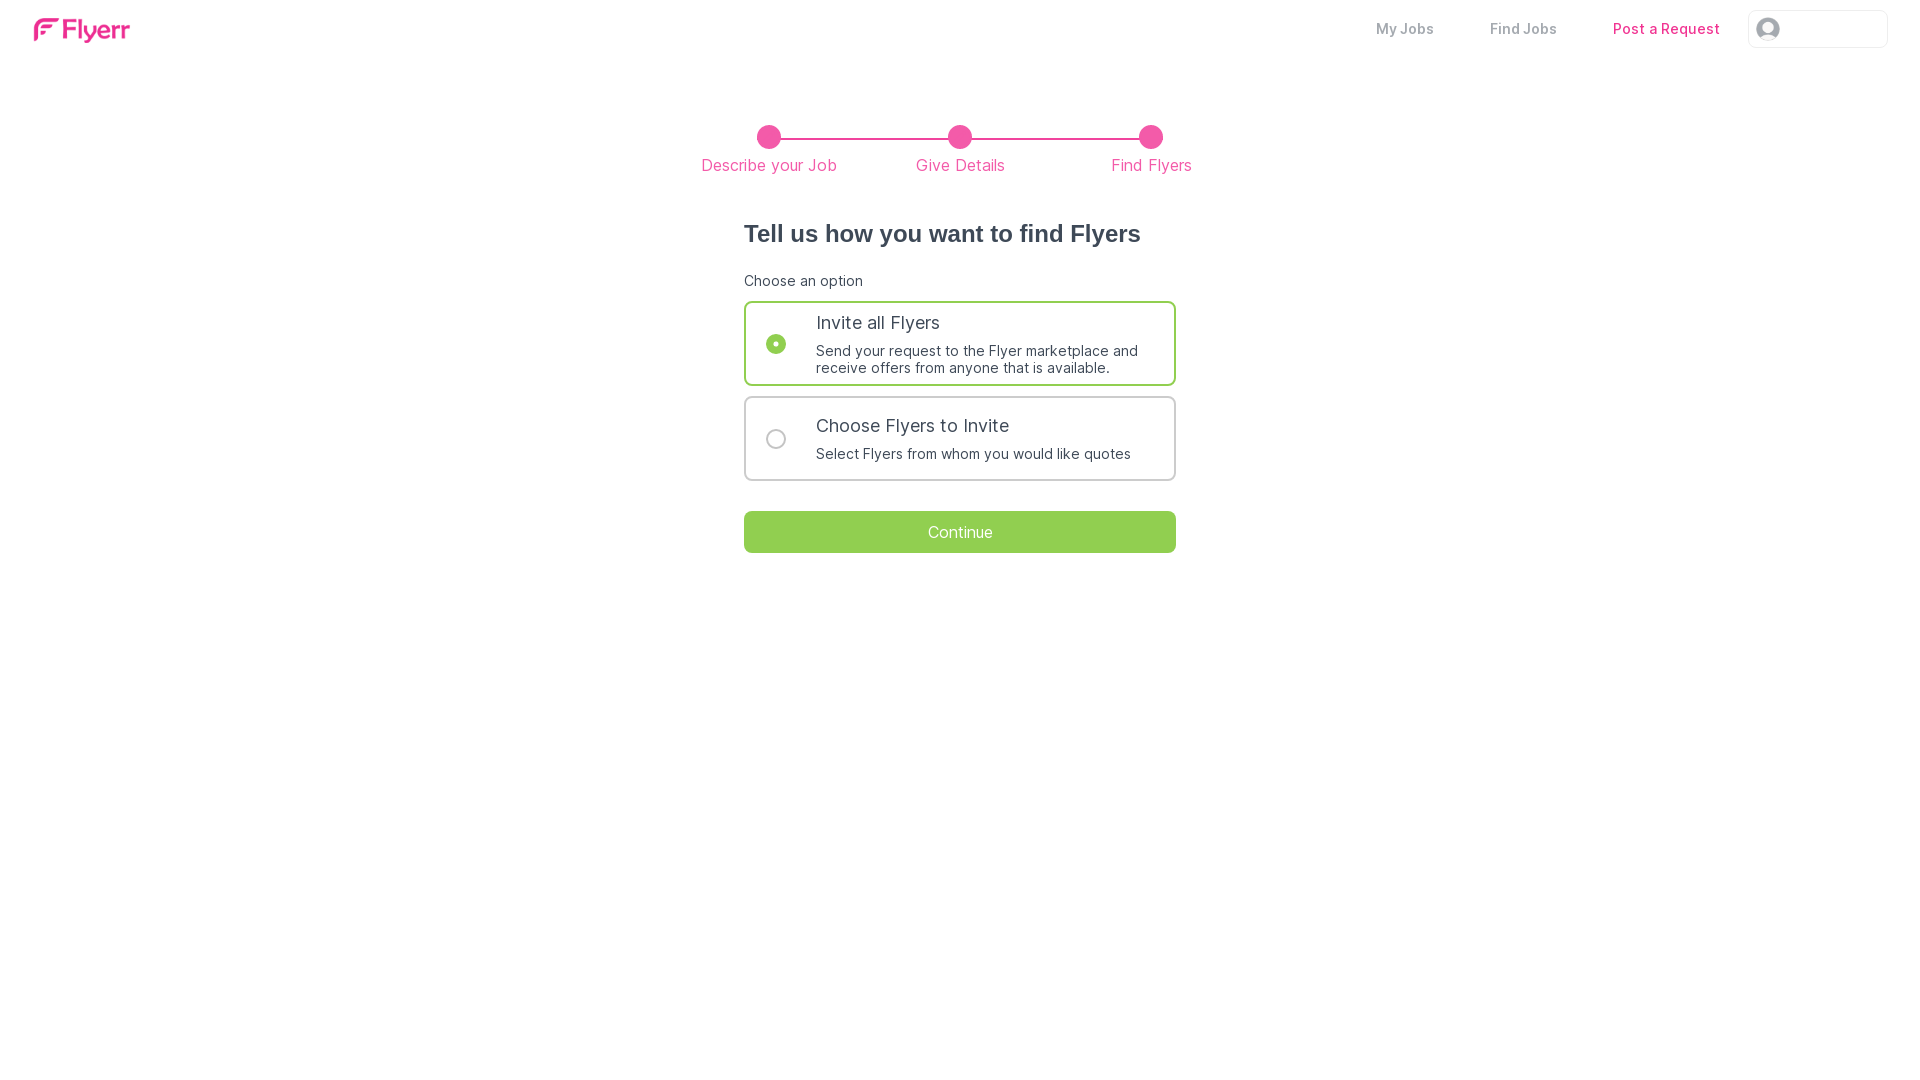 Flyerr
My Jobs
Find Jobs
Post a Request
Describe your Job
Give Details
Find Flyers
Tell us how you want to find Flyers
Choose an option
Invite all Flyers
Send your request to the Flyer marketplace and
receive offers from anyone that is available.
Choose Flyers to Invite
Select Flyers from whom you would like quotes
Continue